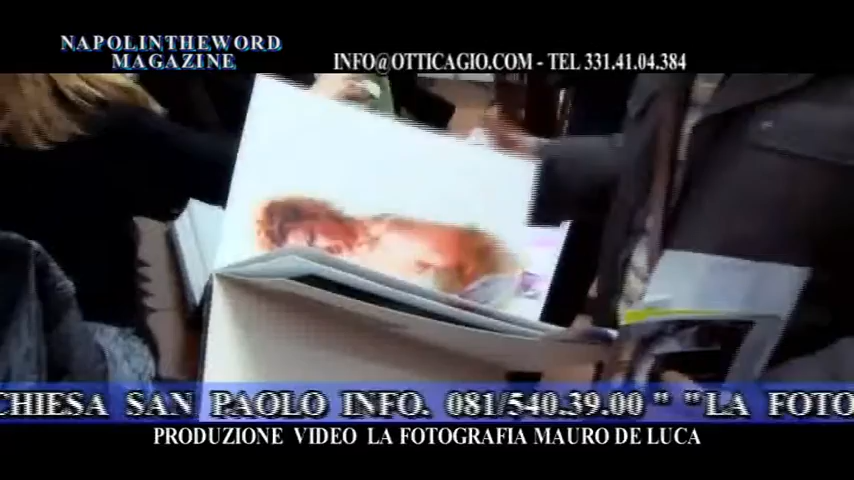 NAPOLINTHEWORD
MAGAZINE
INFO@OTTICAGIO.COM - TEL 331.41.04.384
CHIESA SAN PAOLO INFO. 081/540.39.00 " "LA FOTO
PRODUZIONE VIDEO LA FOTOGRAFIA MAURO DE LUCA